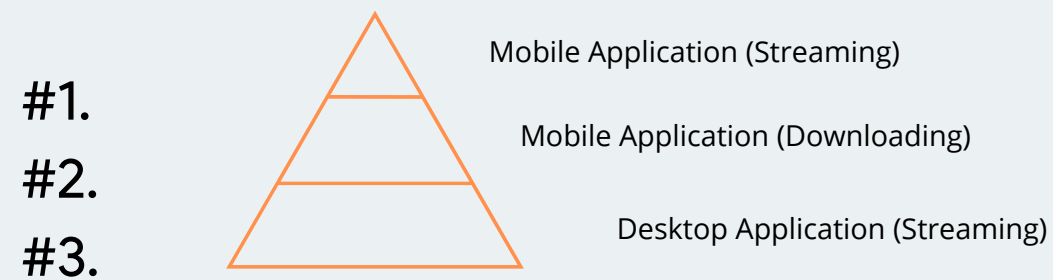 Mobile Application (Streaming)
#1.
Mobile Application (Downloading)
#2.
Desktop Application (Streaming)
#3.